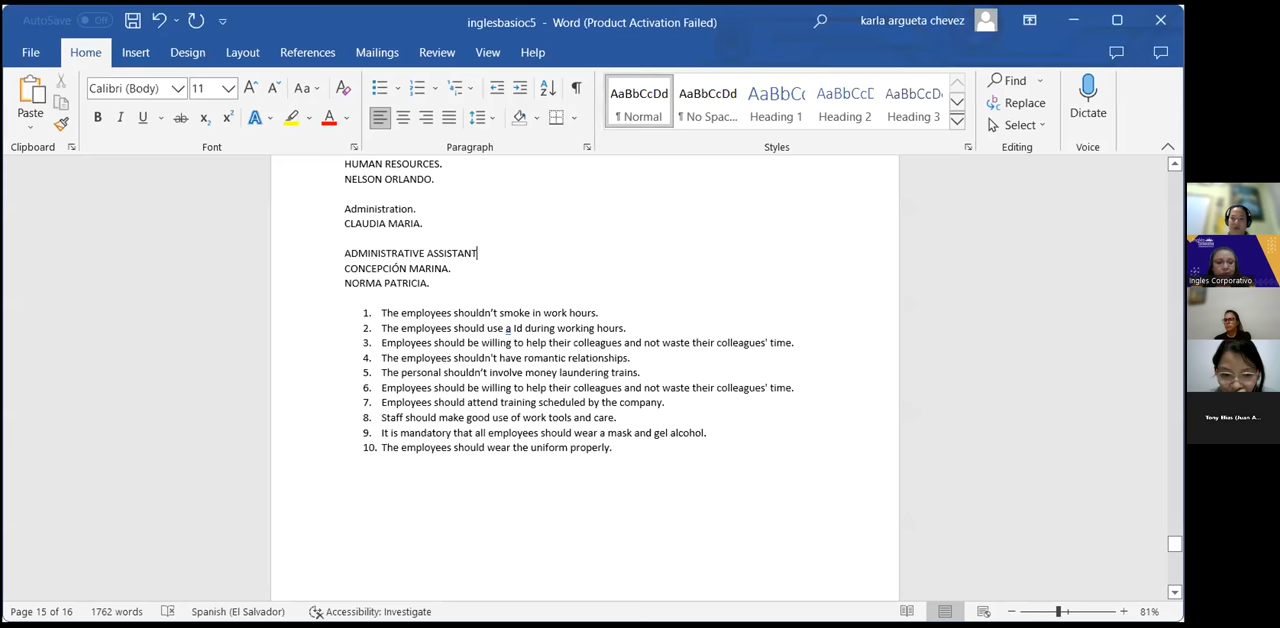 AutoSave Off
inglesbasioc5 - Word (Product Activation Failed)
karla argueta chevez
File Home Insert Design Layout References Mailings Review View Help
Paste
Calibri (Body) 11
Aa
AaBbCcDd AaBbCcDd AaBbCc AaBbCcD AaBbCcDd
¶ Normal ¶ No Spac... Heading 1 Heading 2 Heading 3
Find
Replace
Select
Dictate
Clipboard Font Paragraph Styles Editing Voice
HUMAN RESOURCES.
NELSON ORLANDO.
Administration.
CLAUDIA MARIA.
ADMINISTRATIVE ASSISTANT
CONCEPCIÓN MARINA.
NORMA PATRICIA.
1. The employees shouldn't smoke in work hours.
2. The employees should use a Id during working hours.
3. Employees should be willing to help their colleagues and not waste their colleagues' time.
4. The employees shouldn't have romantic relationships.
5. The personal shouldn't involve money laundering trains.
6. Employees should be willing to help their colleagues and not waste their colleagues' time.
7. Employees should attend training scheduled by the company.
8. Staff should make good use of work tools and care.
9. It is mandatory that all employees should wear a mask and gel alcohol.
10. The employees should wear the uniform properly.
Ingles Corporativo
Tony Blas (Juan A...
Page 15 of 16 1762 words Spanish (El Salvador) Accessibility: Investigate 81%